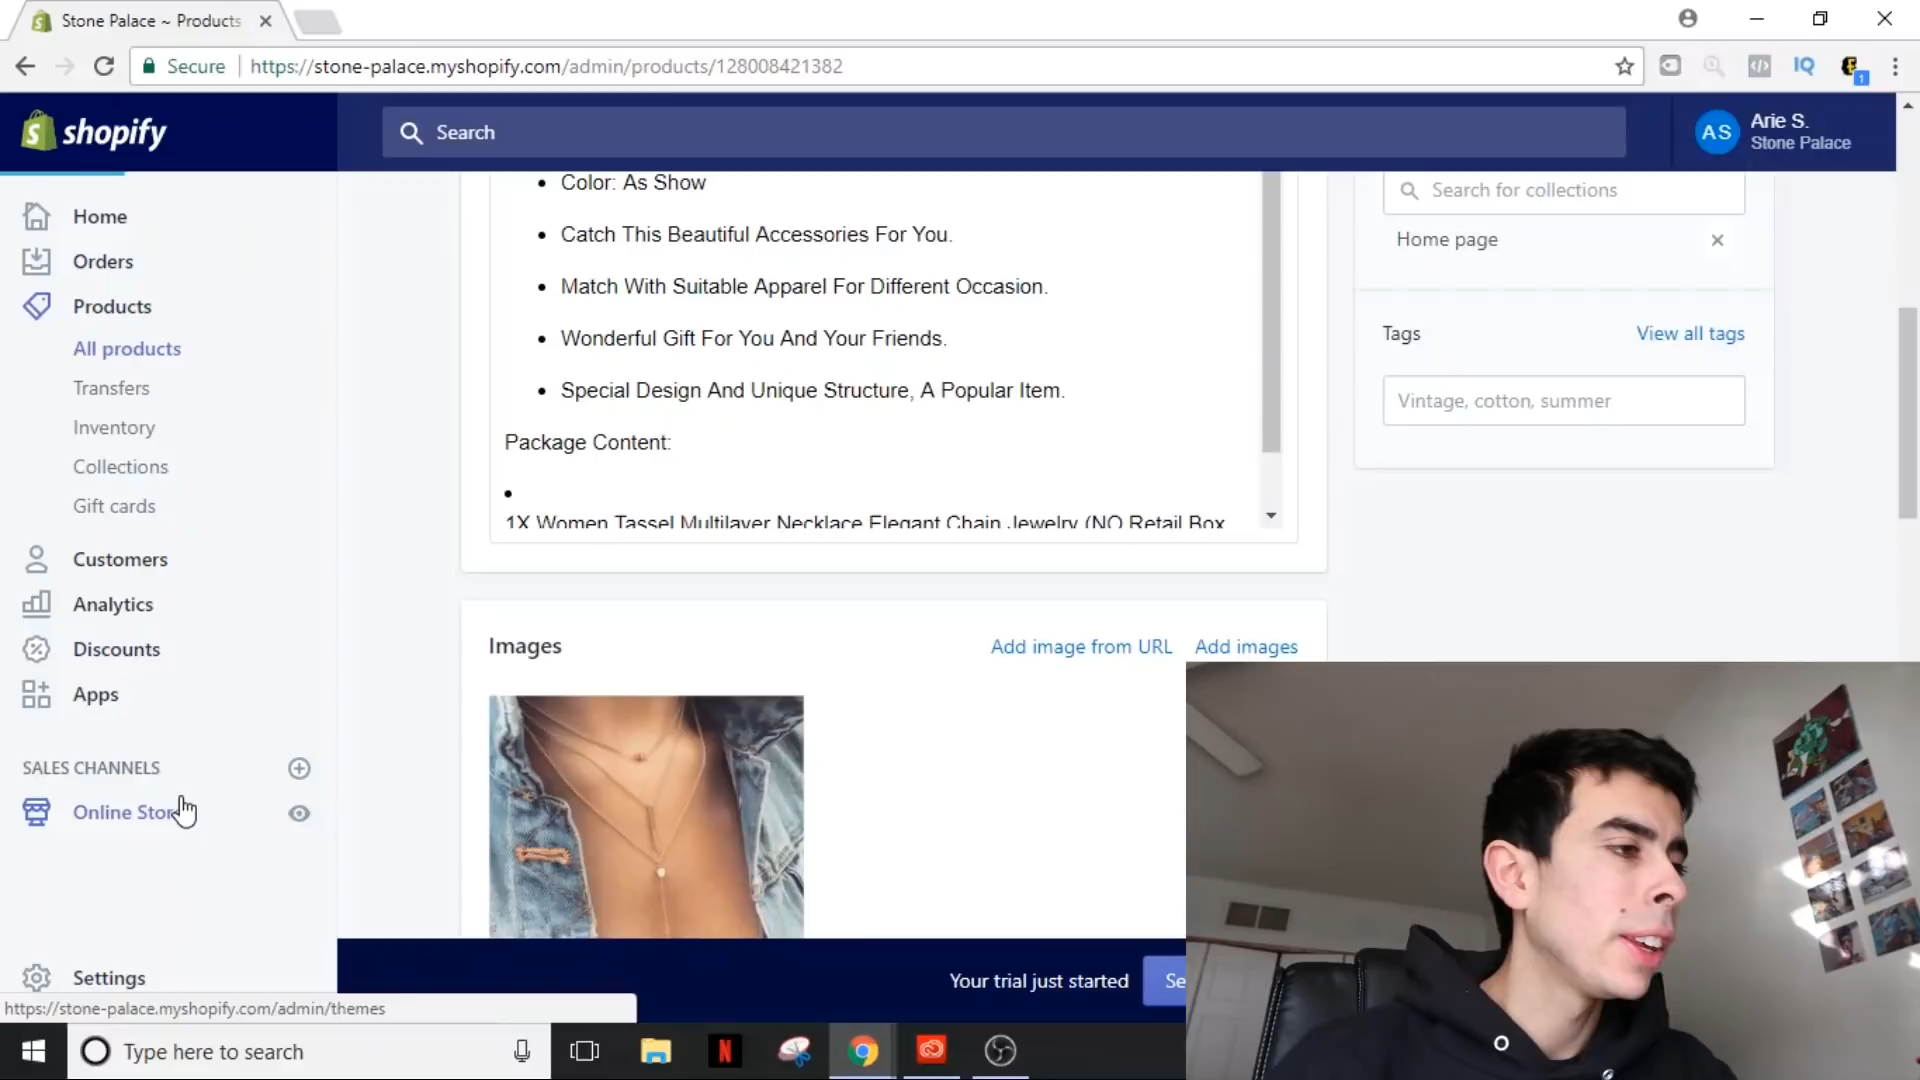 Stone Palace ~ Products
Secure
https://stone-palace.myshopify.com/admin/products/128008421382
IQ
1
shopify
Search
AS
Arie S.
Stone Palace
Home
Orders
Products
All products
Transfers
Inventory
Collections
Gift cards
Customers
Analytics
Discounts
Apps
SALES CHANNELS
Online Stor
Settings
https://stone-palace.myshopify.com/admin/themes
Color: As Show
Catch This Beautiful Accessories For You.
Match With Suitable Apparel For Different Occasion.
Wonderful Gift For You And Your Friends.
Special Design And Unique Structure, A Popular Item.
Package Content:
1X Women Tassel Multilayer Necklace Elegant Chain Jewelry (NO Retail Box
Search for collections
Home page
Tags
View all tags
Vintage, cotton, summer
Images
Add image from URL
Add images
Your trial just started
Se
Type here to search
N